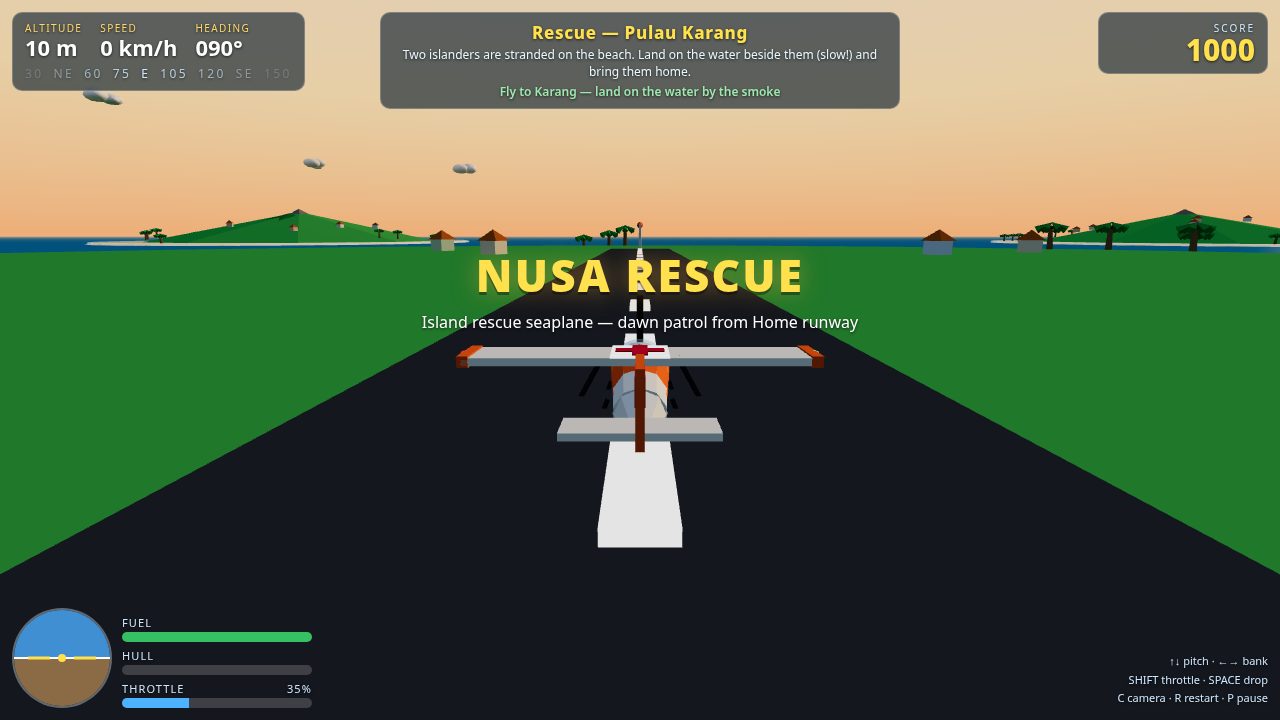 ALTITUDE SPEED HEADING
10 m 0 km/h 090°
30 NE 60 75 E 105 120 SE 150
Rescue — Pulau Karang
Two islanders are stranded on the beach. Land on the water beside them (slow!) and
bring them home.
Fly to Karang — land on the water by the smoke
SCORE
1000
NUSA RESCUE
Island rescue seaplane — dawn patrol from Home runway
FUEL
HULL
THROTTLE 35%
↑↓ pitch · ←→ bank
SHIFT throttle · SPACE drop
C camera · R restart · P pause